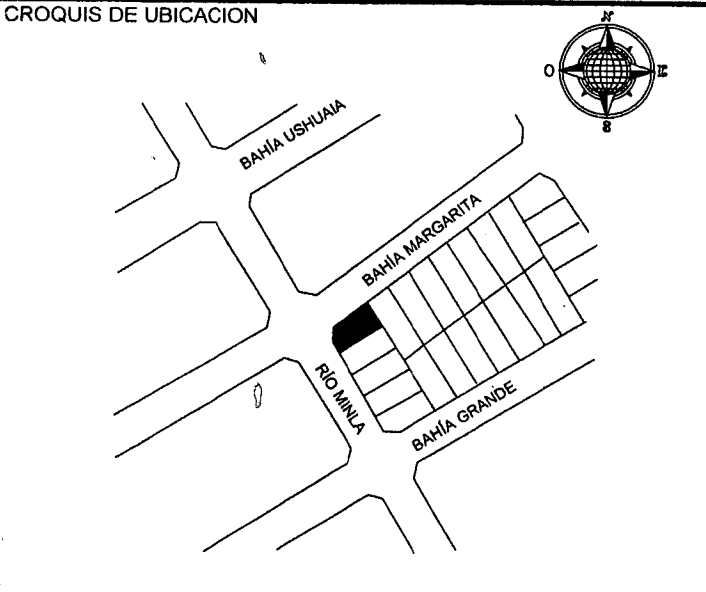 CROQUIS DE UBICACION
N
O
E
S
BAHÍA USHUAIA
BAHÍA MARGARITA
RÍO MINLA
BAHÍA GRANDE